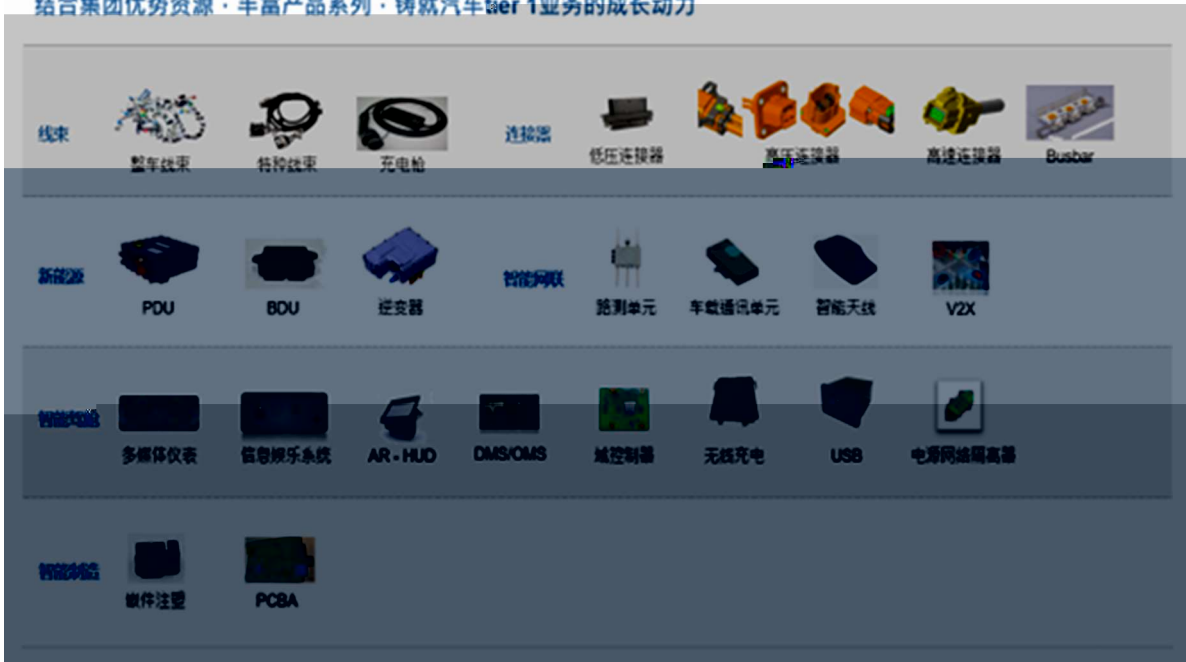 结合集团优势资源·丰富产品系列·铸就汽车tier 1业务的成长动力
线束
整车线束
特种线束
充电枪
连接器
低压连接器
高压连接器
高速连接器
Busbar
新能源
PDU
BDU
逆变器
智能网联
路测单元
车载通讯单元
智能天线
V2X
智能
多媒体仪表
信息娱乐系统
AR-HUD
DMS/OMS
域控制器
无线充电
USB
电源网络隔离器
智能制造
嵌件注塑
PCBA